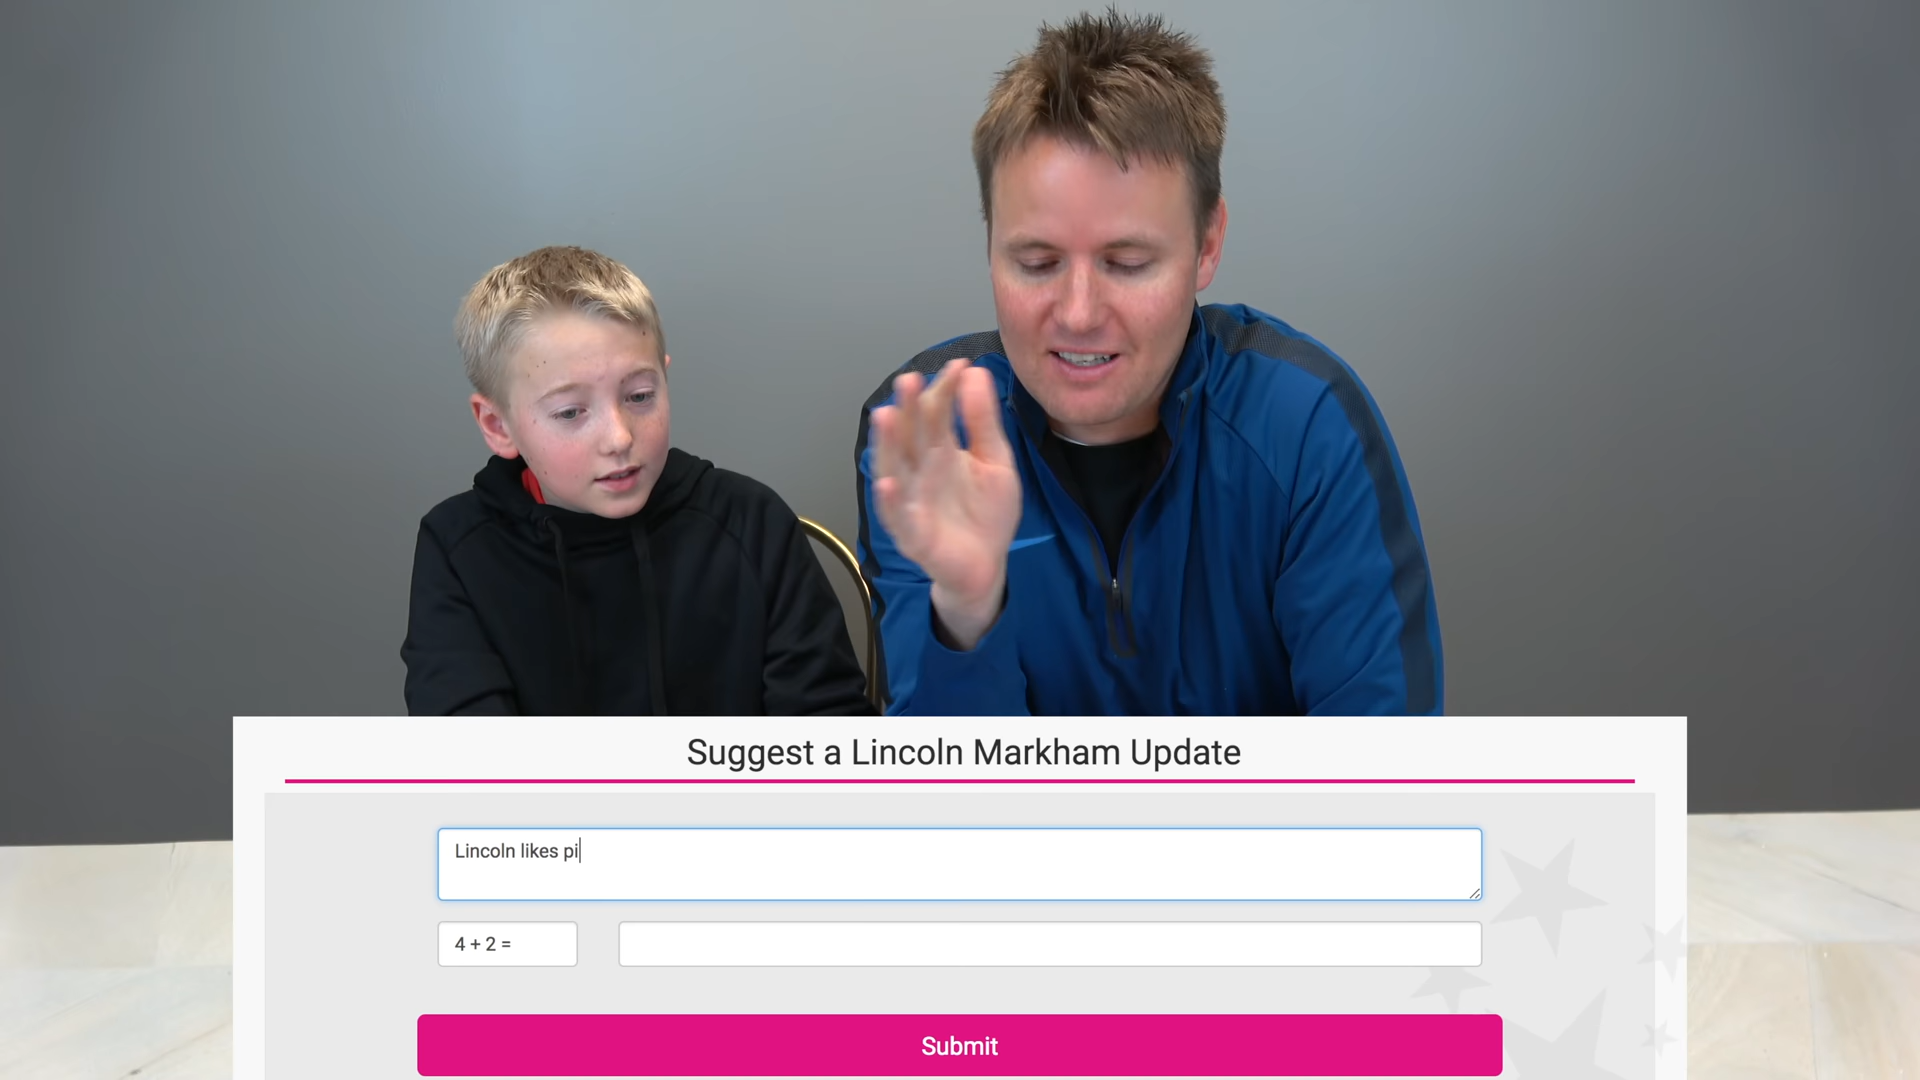 Suggest a Lincoln Markham Update
Lincoln likes pi
4 + 2 =
Submit